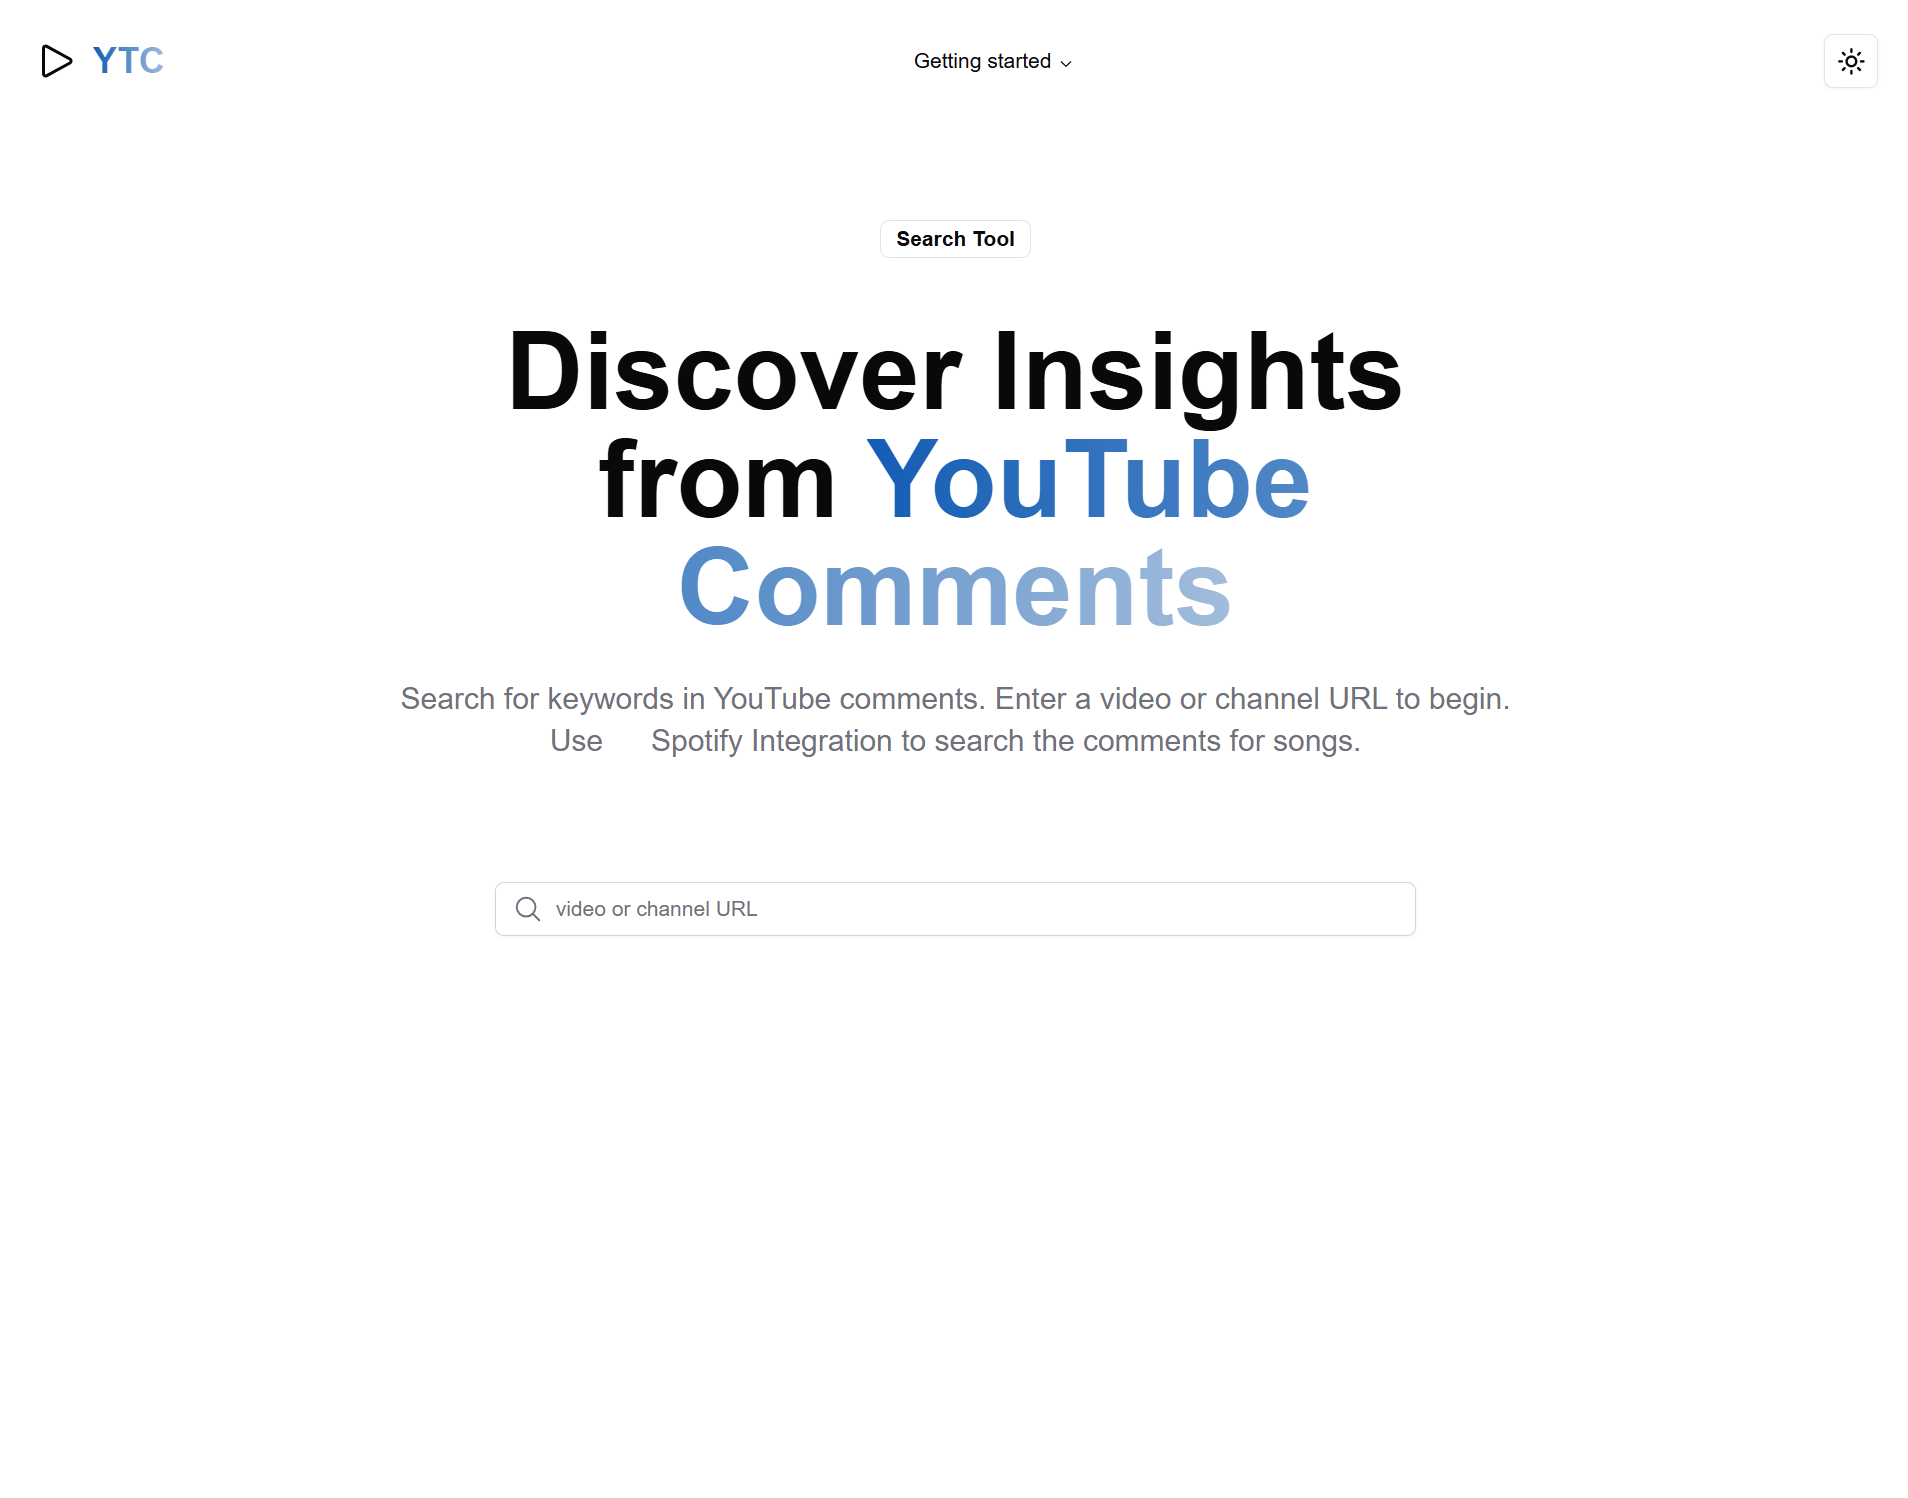 YTC
Getting started
Search Tool
Discover Insights
from YouTube
Comments
Search for keywords in YouTube comments. Enter a video or channel URL to begin.
Use Spotify Integration to search the comments for songs.
video or channel URL